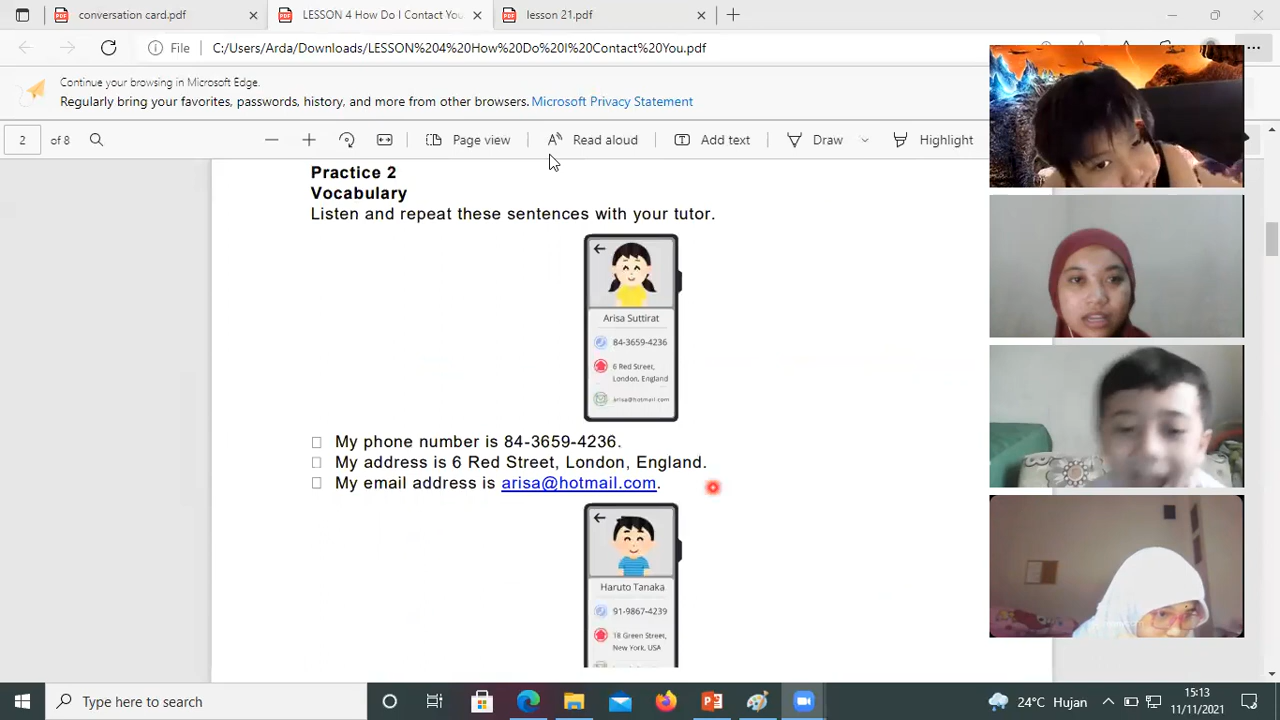 conversation card.pdf
LESSON 4 How Do I Contact You
lesson 21.pdf
File
C:/Users/Arda/Downloads/LESSON%204%20How%20Do%20I%20Contact%20You.pdf
Continue your browsing in Microsoft Edge.
Regularly bring your favorites, passwords, history, and more from other browsers. Microsoft Privacy Statement
2 of 8
Page view
Read aloud
Add text
Draw
Highlight
Practice 2
Vocabulary
Listen and repeat these sentences with your tutor.
Arisa Suttirat
84-3659-4236
6 Red Street,
London, England
arisa@hotmail.com
My phone number is 84-3659-4236.
My address is 6 Red Street, London, England.
My email address is arisa@hotmail.com.
Haruto Tanaka
91-9867-4239
18 Green Street,
New York, USA
Type here to search
24°C Hujan
15:13
11/11/2021